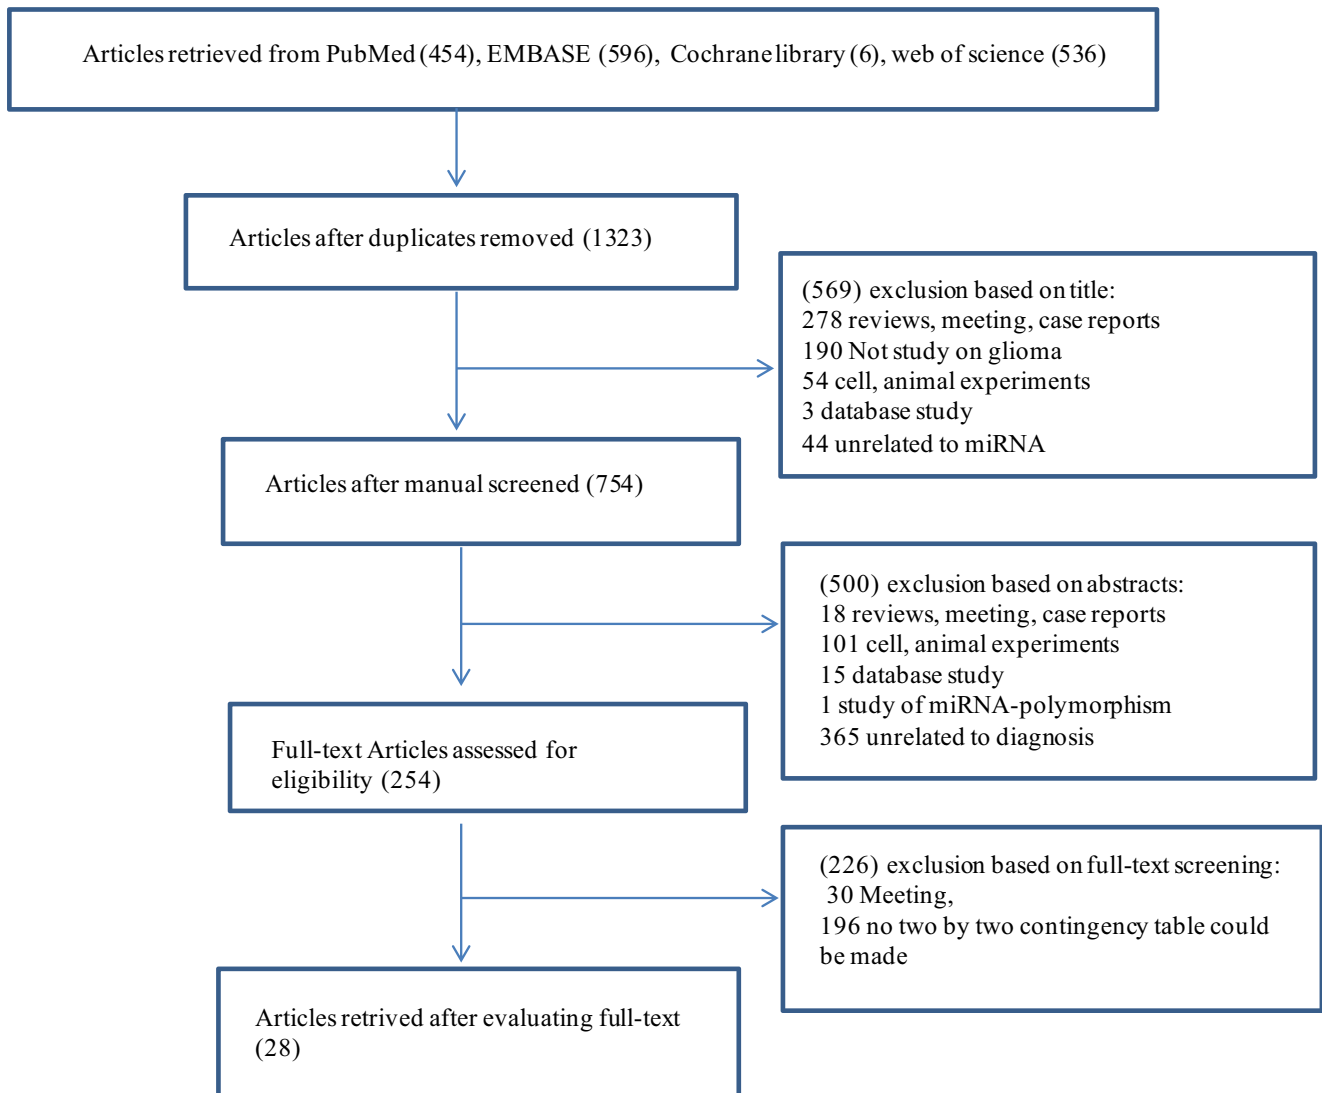 Articles retrieved from PubMed (454), EMBASE (596), Cochrane library (6), web of science (536)
Articles after duplicates removed (1323)
(569) exclusion based on title:
278 reviews, meeting, case reports
190 Not study on glioma
54 cell, animal experiments
3 database study
44 unrelated to miRNA
Articles after manual screened (754)
(500) exclusion based on abstracts:
18 reviews, meeting, case reports
101 cell, animal experiments
15 database study
1 study of miRNA-polymorphism
365 unrelated to diagnosis
Full-text Articles assessed for
eligibility (254)
(226) exclusion based on full-text screening:
30 Meeting,
196 no two by two contingency table could
be made
Articles retrived after evaluating full-text
(28)